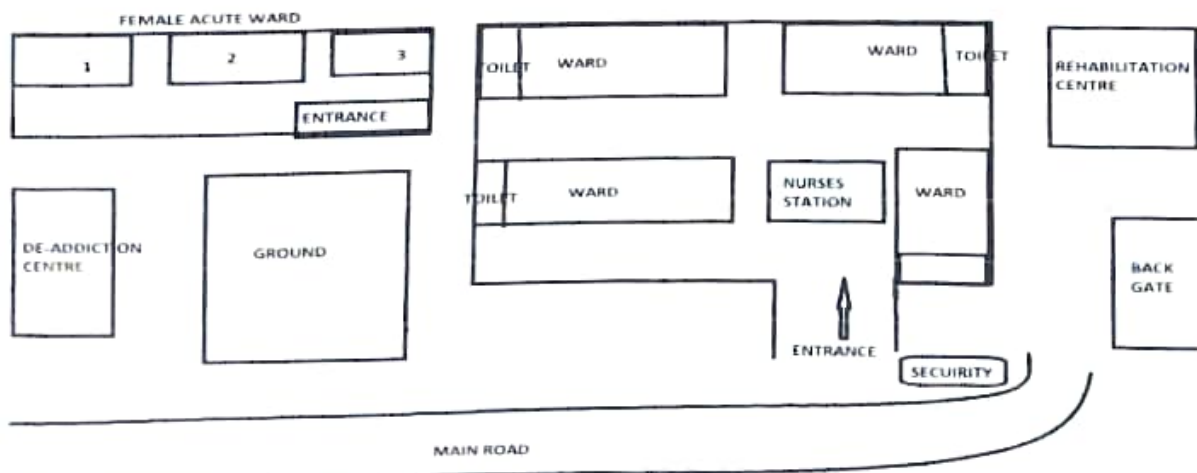 FEMALE ACUTE WARD
1
2
3
ENTRANCE
TOILET
WARD
WARD
TOILET
REHABILITATION
CENTRE
TOILET
WARD
NURSES
STATION
WARD
DE-ADDICTION
CENTRE
GROUND
BACK
GATE
ENTRANCE
SECUIRITY
MAIN ROAD